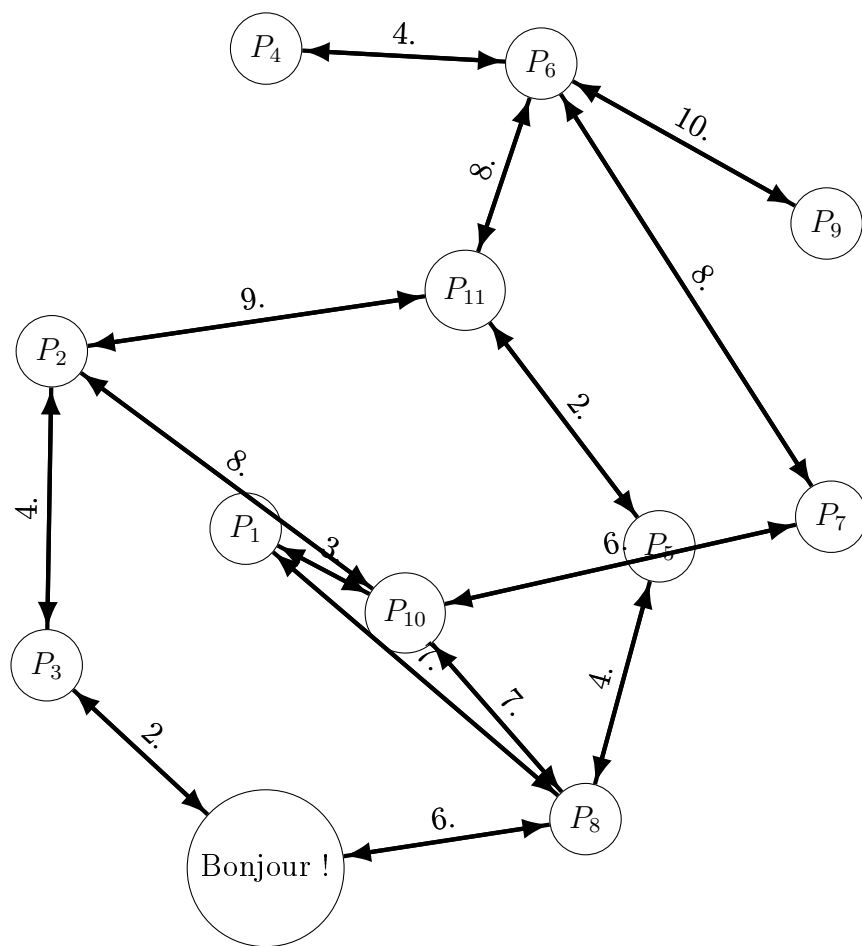 P₄
4.
P₆
10.
P₉
8.
8.
P₁₁
9.
P₂
2.
8.
4.
P₁
3.
P₁₀
6.
P₅
P₇
P₃
7.
7.
4.
2.
6.
P₈
Bonjour !